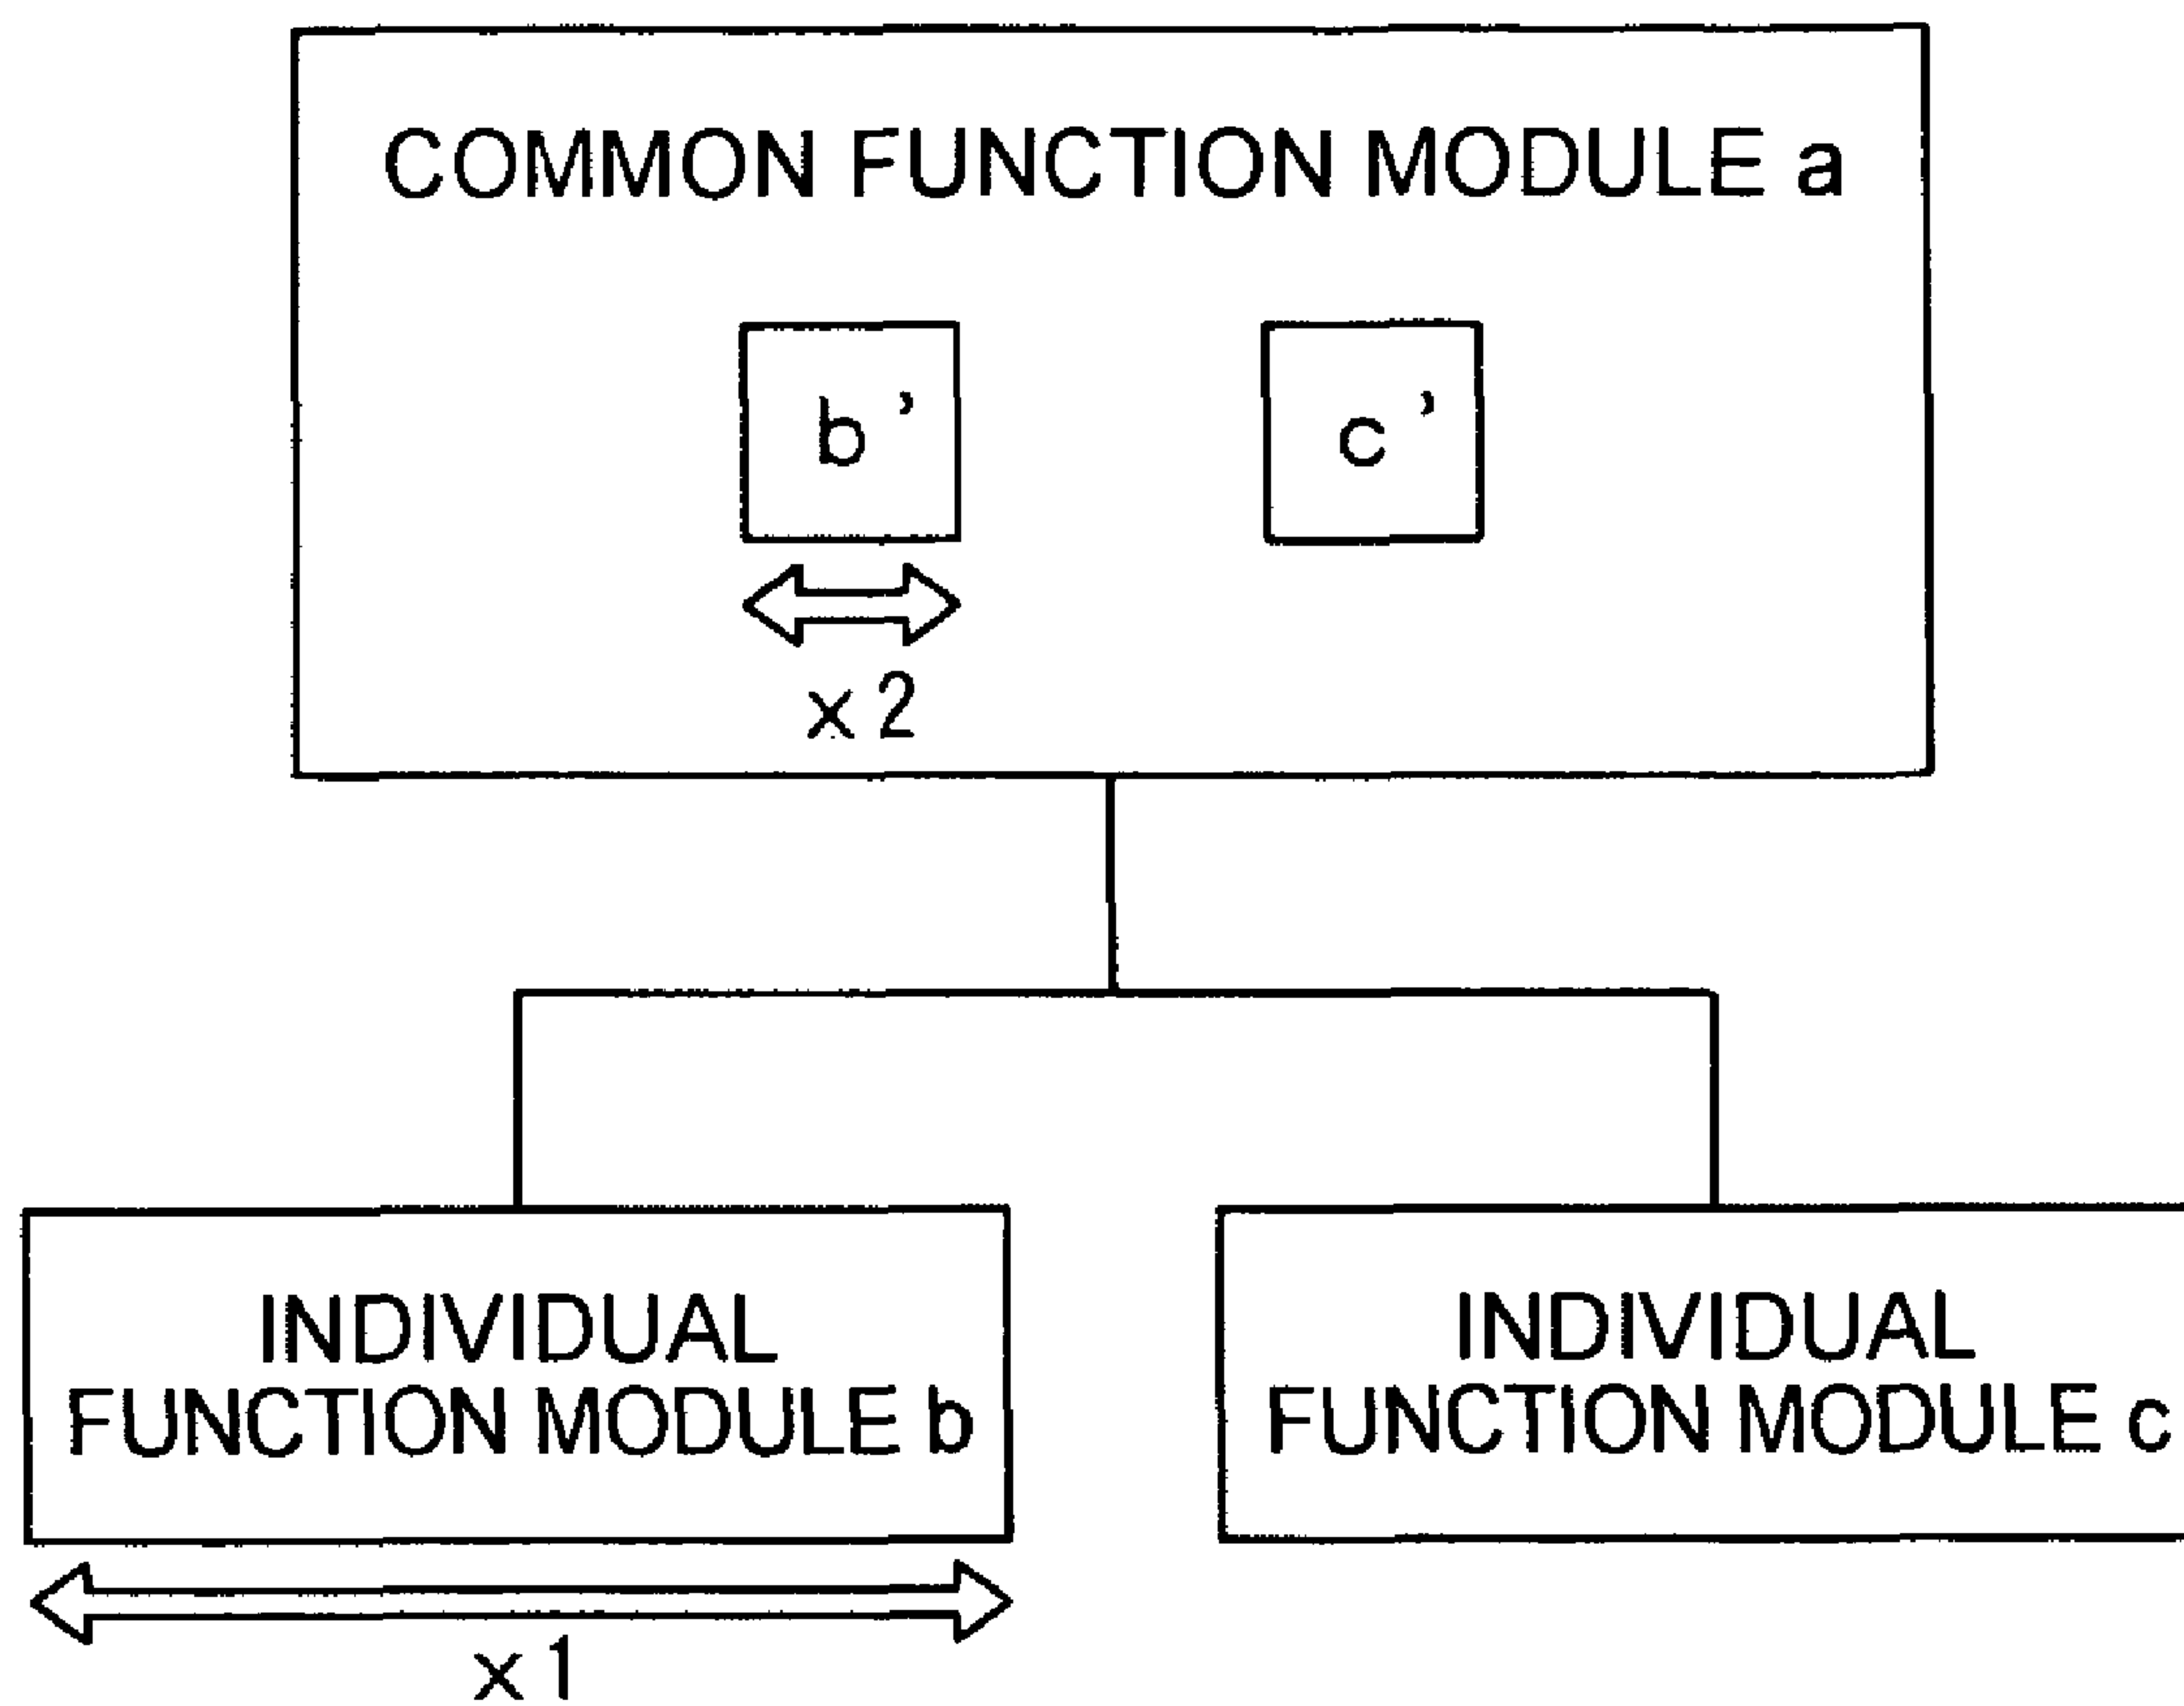 COMMON FUNCTION MODULE a
b’ c’
x2
INDIVIDUAL
FUNCTION MODULE b
INDIVIDUAL
FUNCTION MODULE c
x1